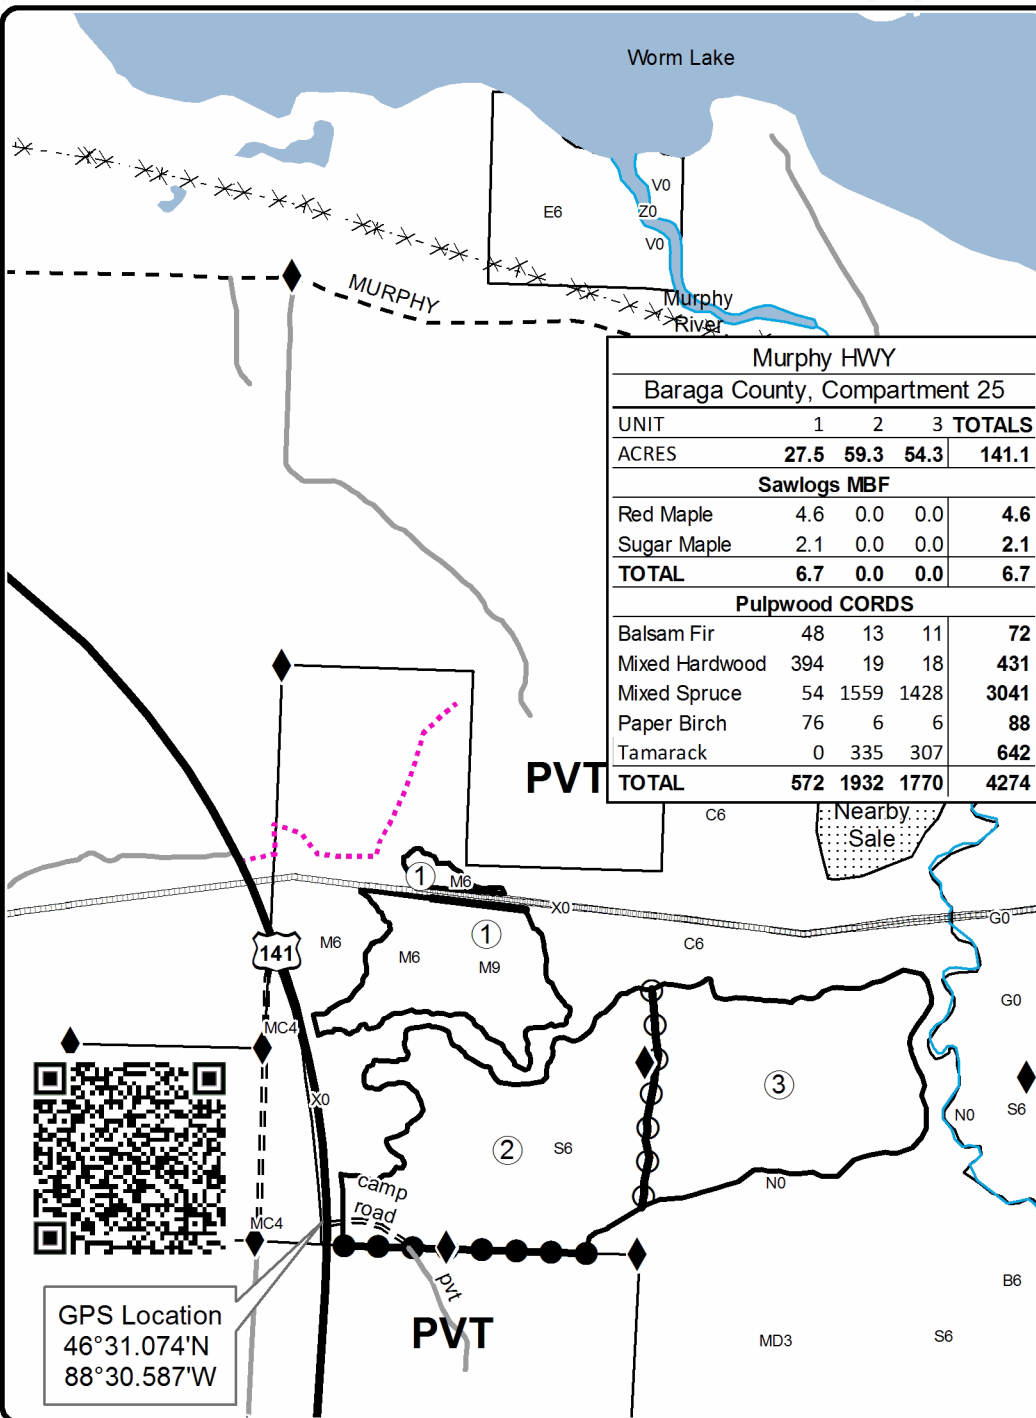 Worm Lake
V0
E6
Z0
V0
MURPHY
Murphy
River
Murphy HWY
Baraga County, Compartment 25
UNIT 1 2 3 TOTALS
ACRES 27.5 59.3 54.3 141.1
Sawlogs MBF
Red Maple 4.6 0.0 0.0 4.6
Sugar Maple 2.1 0.0 0.0 2.1
TOTAL 6.7 0.0 0.0 6.7
Pulpwood CORDS
Balsam Fir 48 13 11 72
Mixed Hardwood 394 19 18 431
Mixed Spruce 54 1559 1428 3041
Paper Birch 76 6 6 88
Tamarack 0 335 307 642
TOTAL 572 1932 1770 4274
PVT
C6
Nearby
Sale
1
M6
X0
G0
1
141
M6
M6
M9
C6
G0
MC4
X0
3
S6
N0
2
S6
camp
road
N0
MC4
pvt
B6
GPS Location
46°31.074'N
88°30.587'W
PVT
MD3
S6